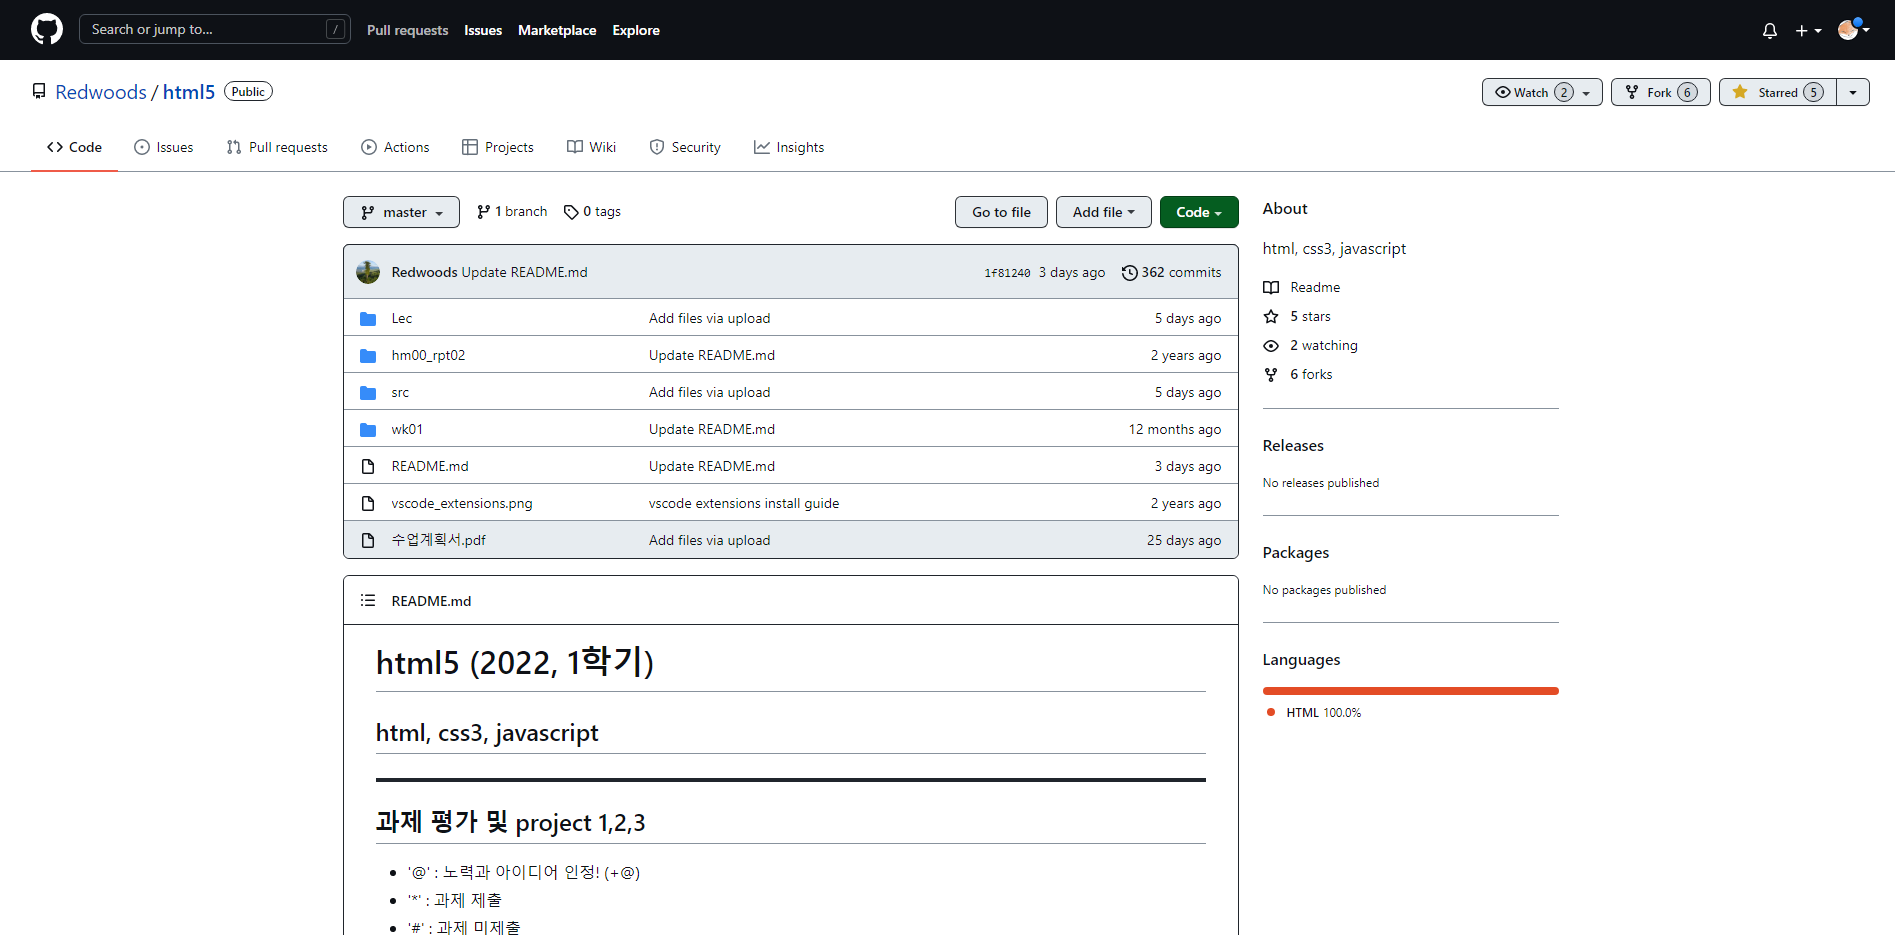 Search or jump to... / Pull requests Issues Marketplace Explore
Redwoods / html5 Public Watch 2 Fork 6 Starred 5
Code Issues Pull requests Actions Projects Wiki Security Insights
master 1 branch 0 tags Go to file Add file Code
Redwoods Update README.md 1f81240 3 days ago 362 commits
Lec Add files via upload 5 days ago
hm00_rpt02 Update README.md 2 years ago
src Add files via upload 5 days ago
wk01 Update README.md 12 months ago
README.md Update README.md 3 days ago
vscode_extensions.png vscode extensions install guide 2 years ago
수업계획서.pdf Add files via upload 25 days ago
README.md
html5 (2022, 1학기)
html, css3, javascript
과제 평가 및 project 1,2,3
'@' : 노력과 아이디어 인정! (+@)
'*' : 과제 제출
'#' : 과제 미제출
About
html, css3, javascript
Readme
5 stars
2 watching
6 forks
Releases
No releases published
Packages
No packages published
Languages
HTML 100.0%